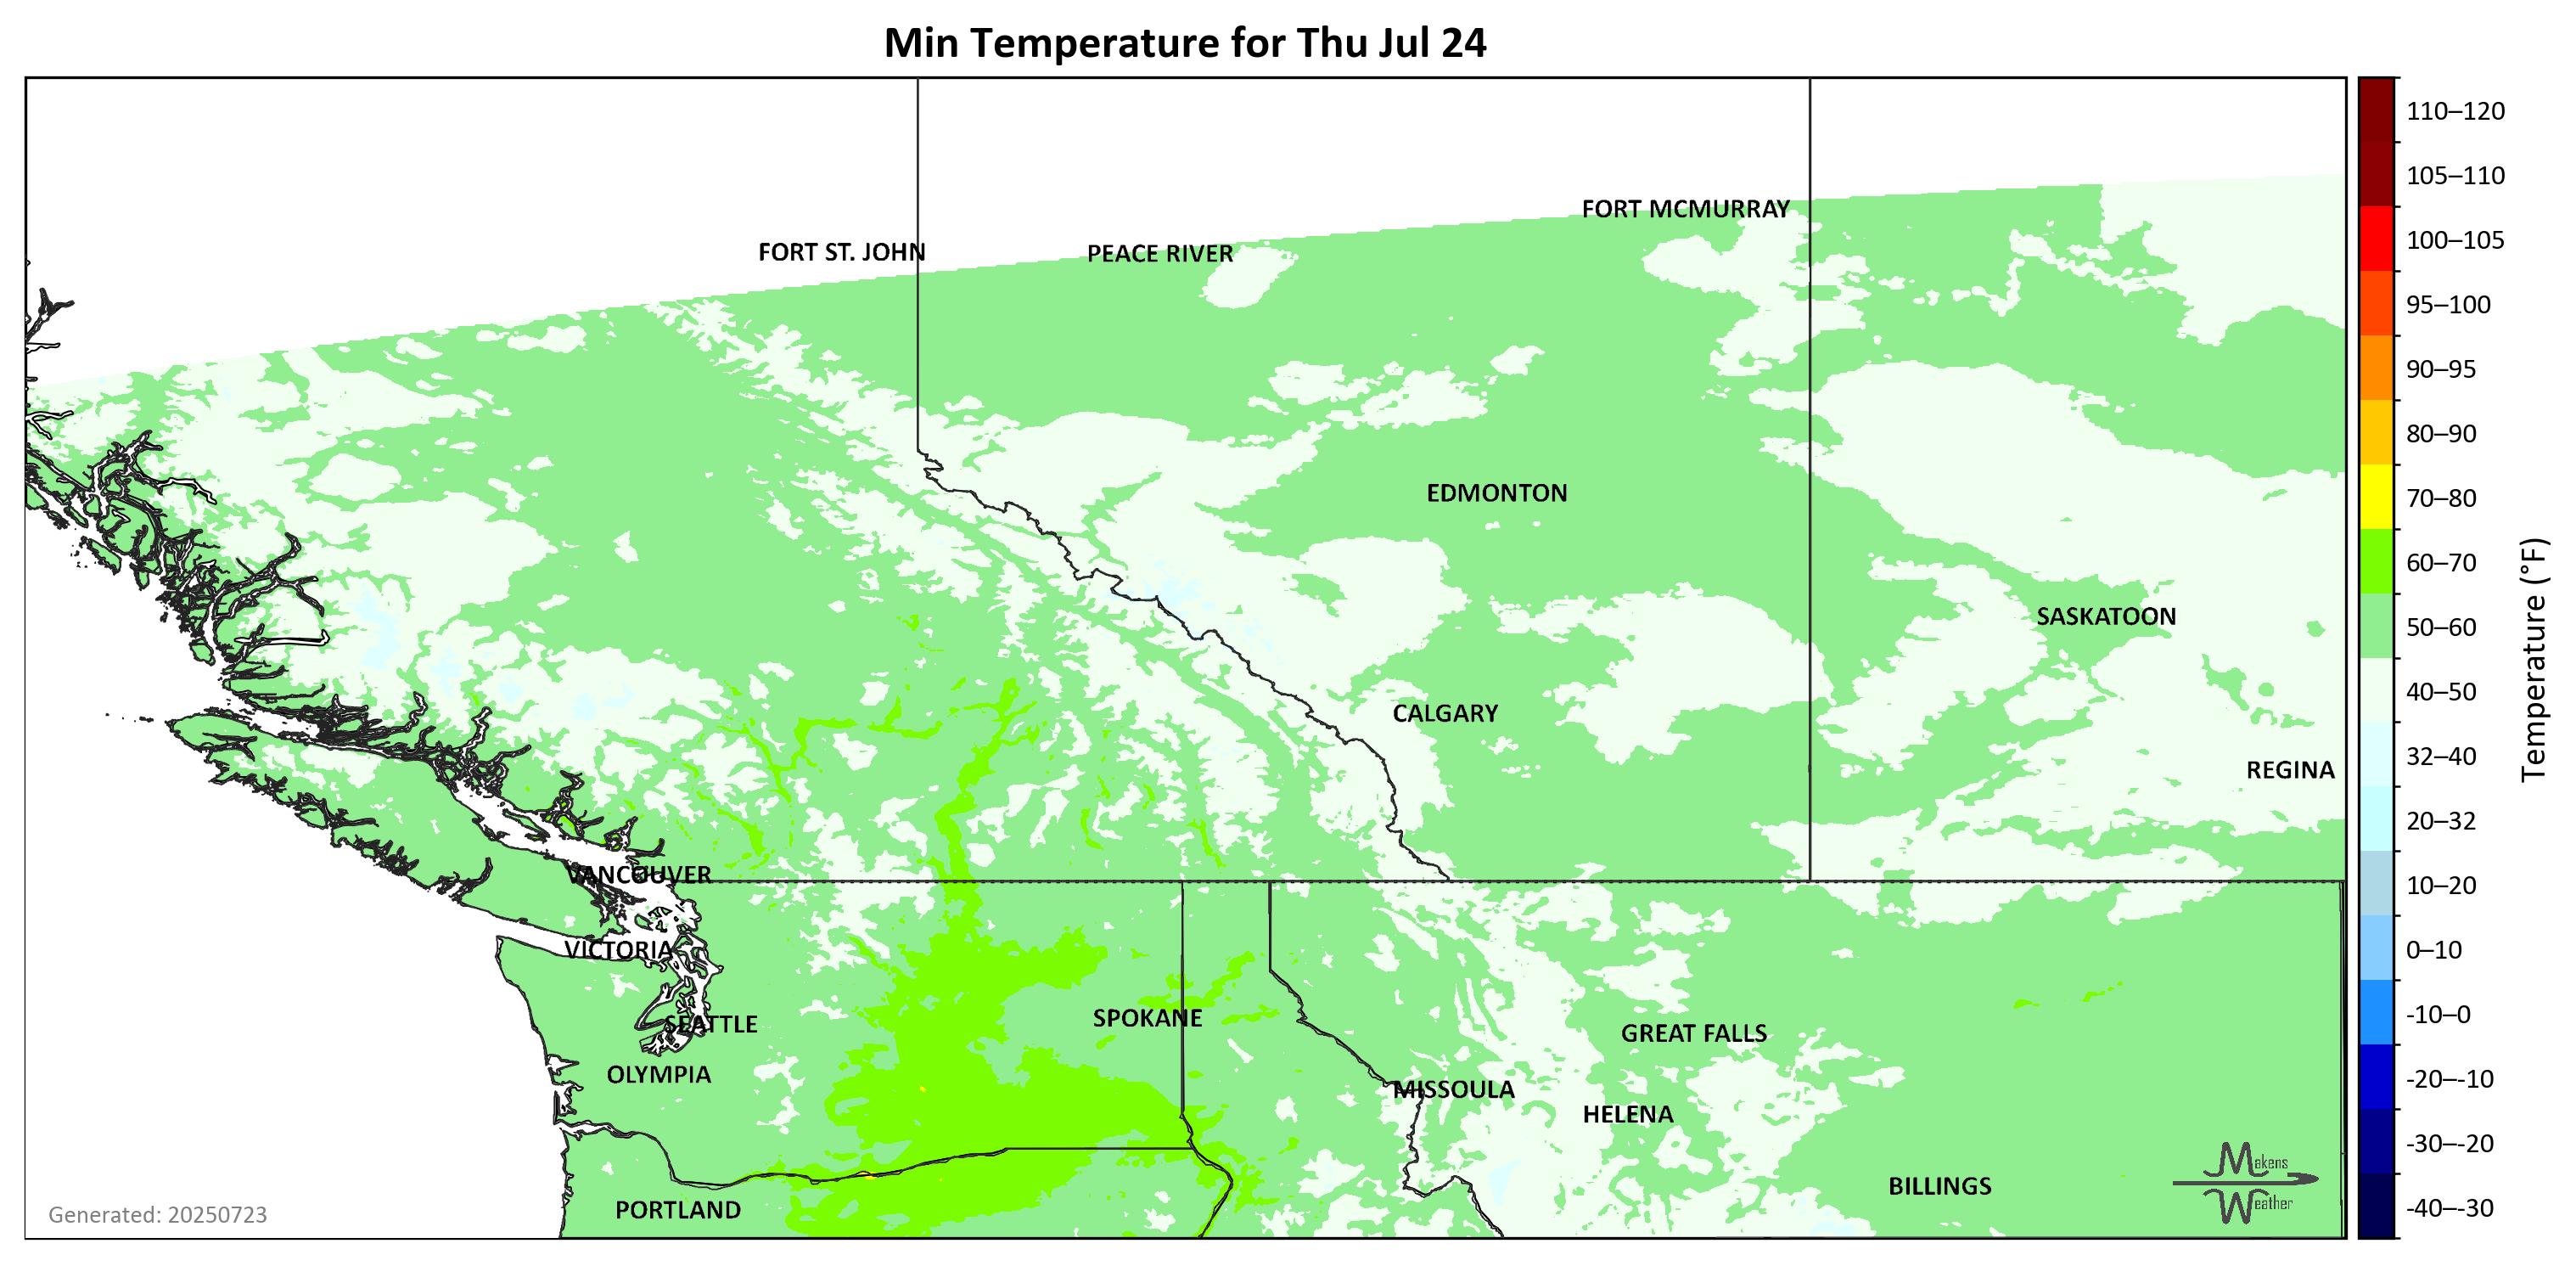 Min Temperature for Thu Jul 24
110–120
105–110
100–105
95–100
90–95
80–90
70–80
60–70
50–60
40–50
32–40
20–32
10–20
0–10
-10–0
-20–-10
-30–-20
-40–-30
Temperature (°F)
FORT MCMURRAY
FORT ST. JOHN
PEACE RIVER
EDMONTON
SASKATOON
CALGARY
REGINA
VANCOUVER
VICTORIA
SEATTLE
SPOKANE
GREAT FALLS
OLYMPIA
MISSOULA
HELENA
BILLINGS
PORTLAND
Makens
Weather
Generated: 20250723